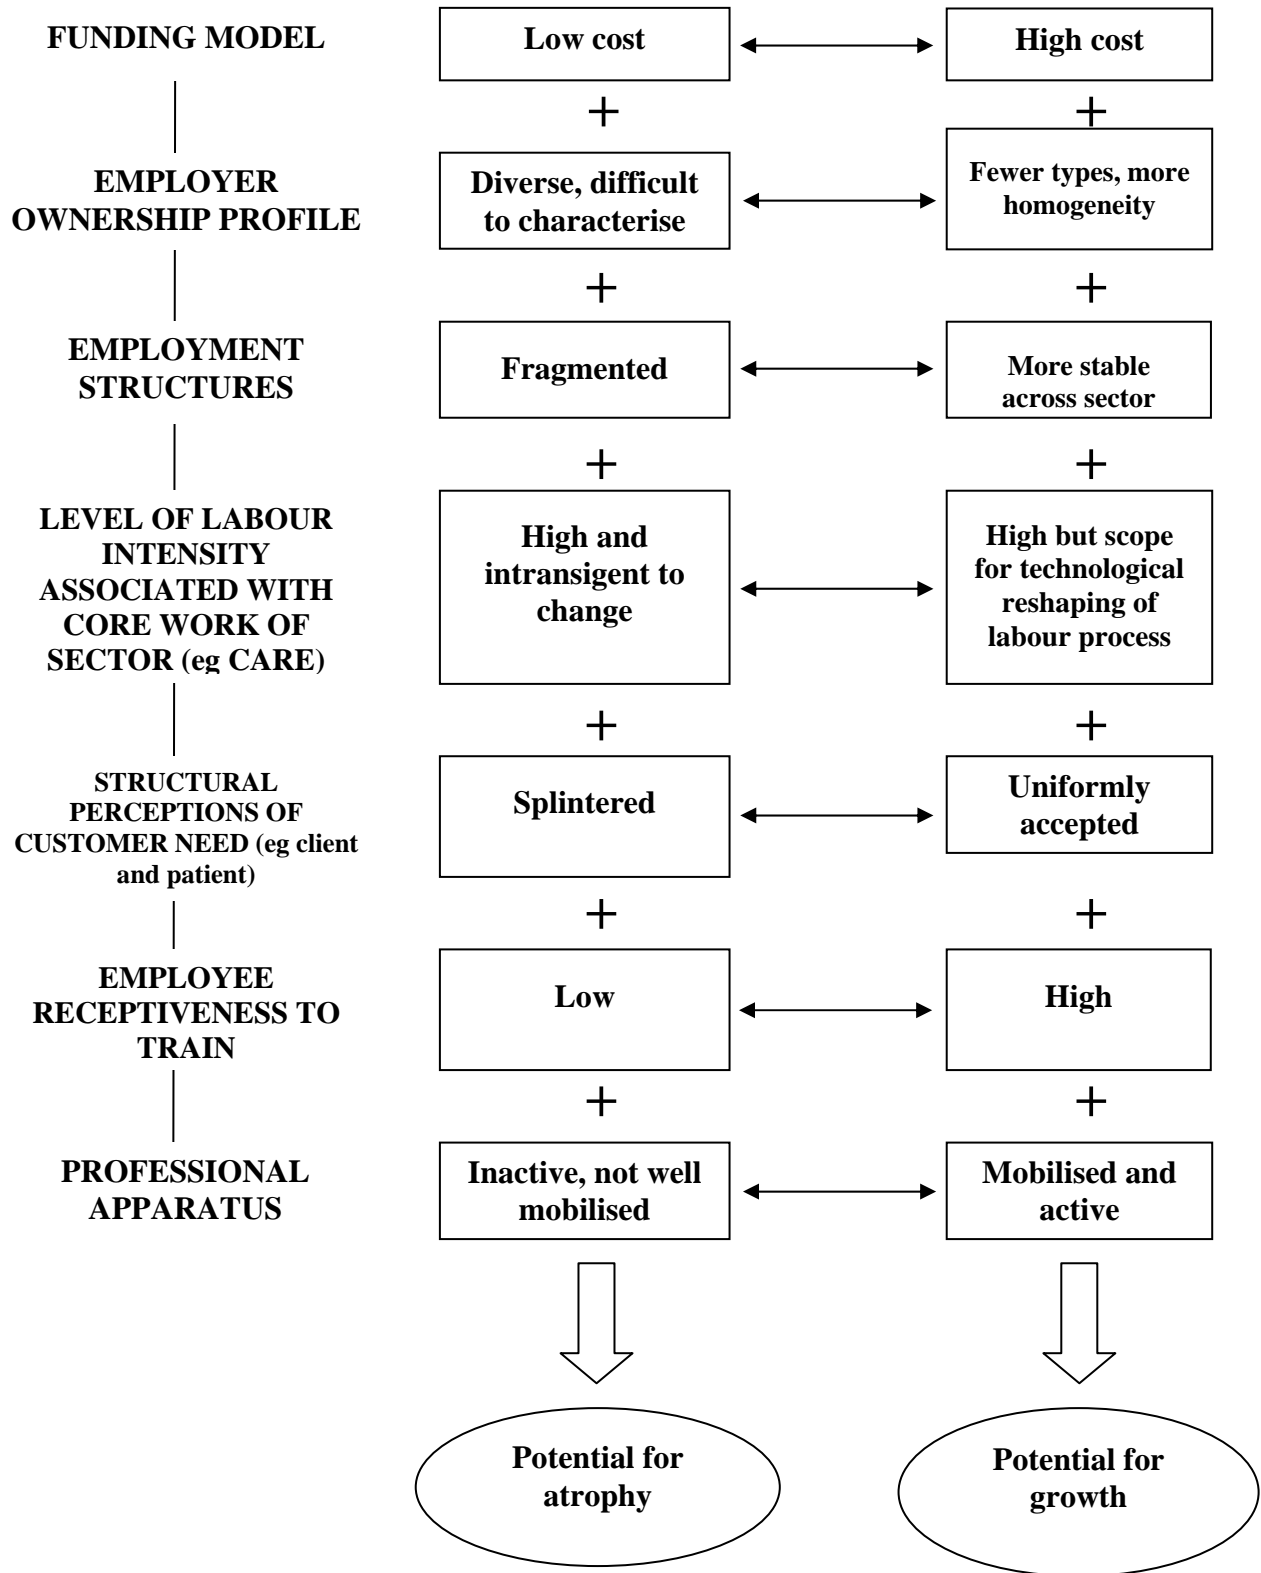 FUNDING MODEL
Low cost
High cost
+
+
EMPLOYER
OWNERSHIP PROFILE
Diverse, difficult
to characterise
Fewer types, more
homogeneity
+
+
EMPLOYMENT
STRUCTURES
Fragmented
More stable
across sector
+
+
LEVEL OF LABOUR
INTENSITY
ASSOCIATED WITH
CORE WORK OF
SECTOR (eg CARE)
High and
intransigent to
change
High but scope
for technological
reshaping of
labour process
+
+
STRUCTURAL
PERCEPTIONS OF
CUSTOMER NEED (eg client
and patient)
Splintered
Uniformly
accepted
+
+
EMPLOYEE
RECEPTIVENESS TO
TRAIN
Low
High
+
+
PROFESSIONAL
APPARATUS
Inactive, not well
mobilised
Mobilised and
active
Potential for
atrophy
Potential for
growth